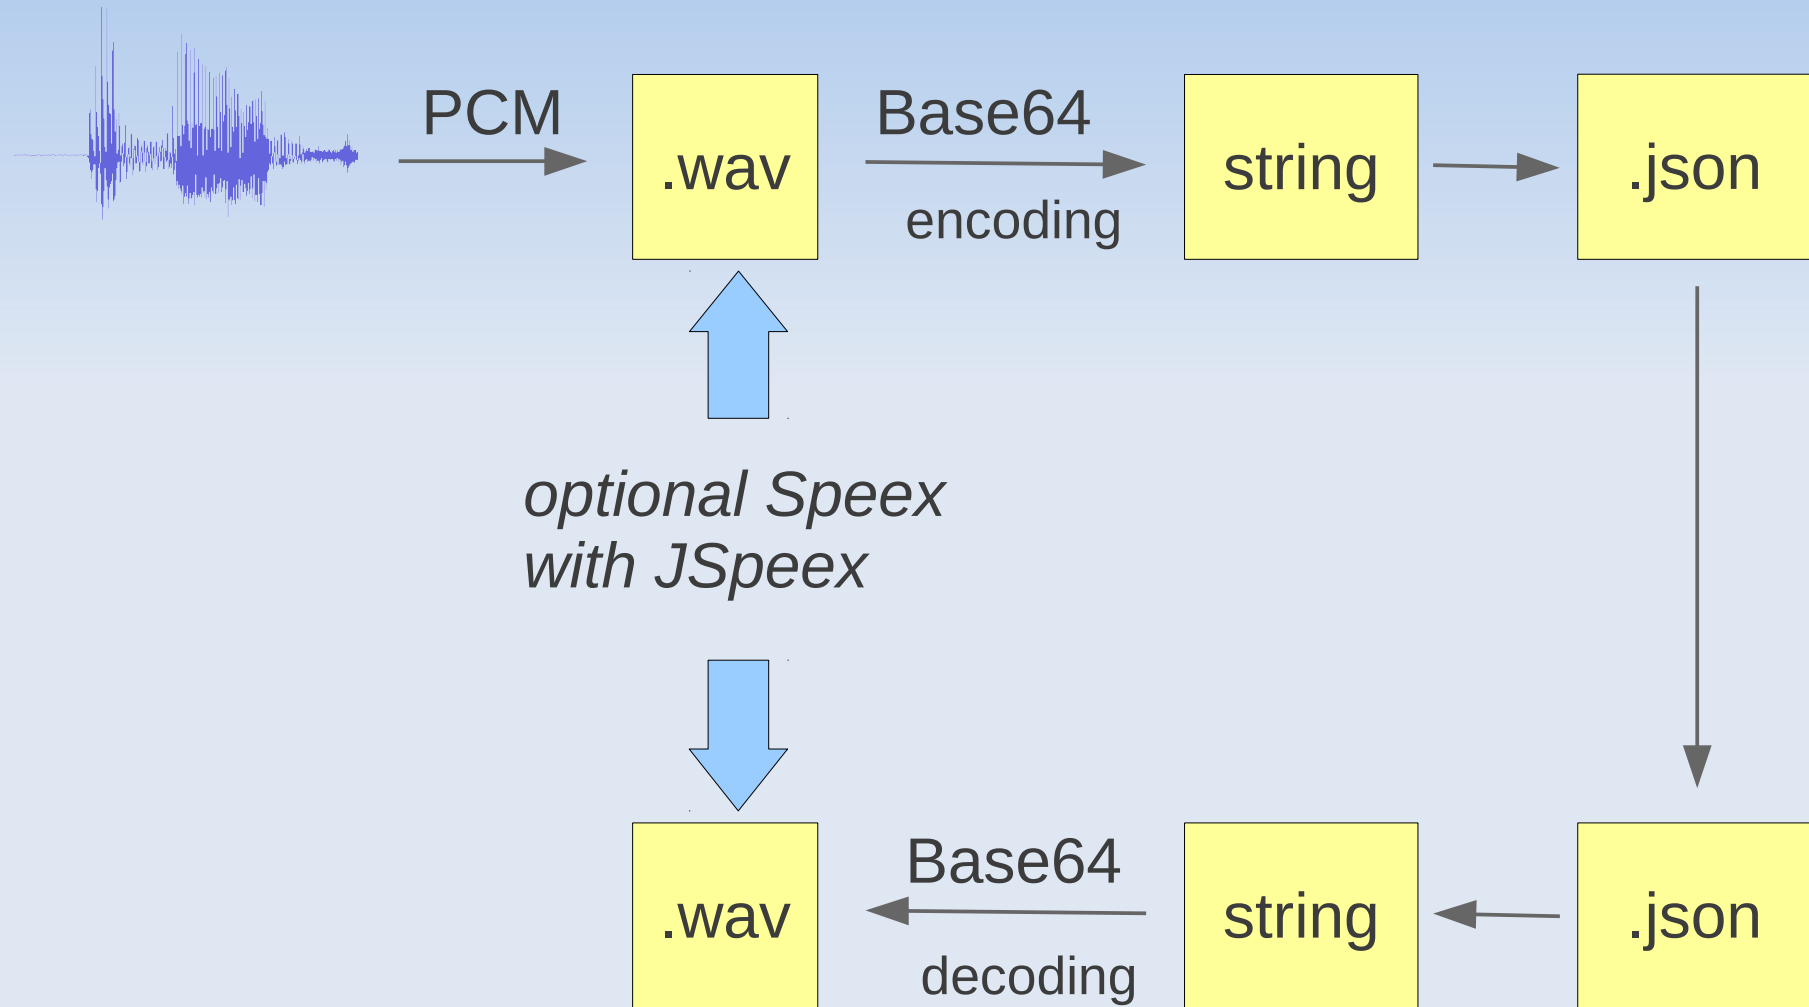 PCM
.wav
Base64
encoding
string
.json
optional Speex
with JSpeex
.wav
Base64
decoding
string
.json